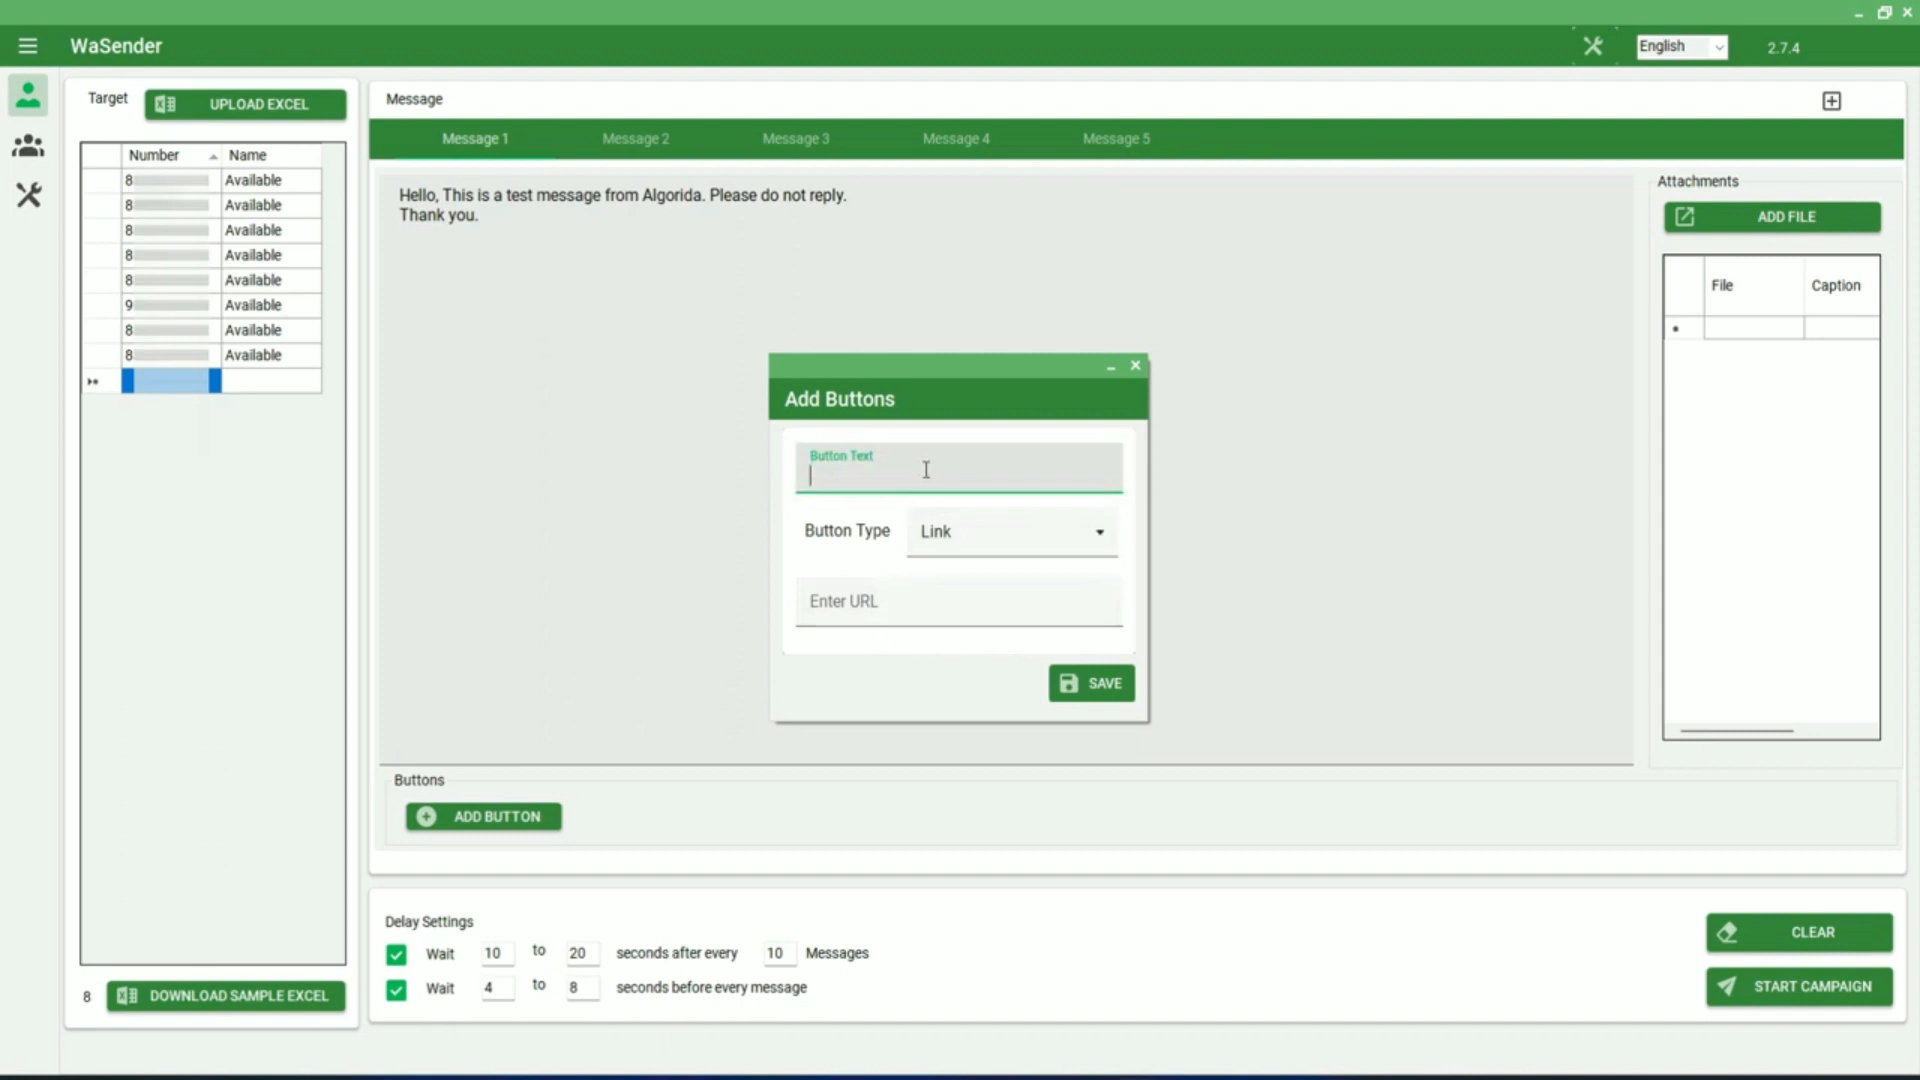 WaSender
English
2.7.4
Target
UPLOAD EXCEL
Number Name
8 Available
8 Available
8 Available
8 Available
8 Available
9 Available
8 Available
8 Available
8
DOWNLOAD SAMPLE EXCEL
Message
Message 1 Message 2 Message 3 Message 4 Message 5
Hello, This is a test message from Algorida. Please do not reply.
Thank you.
Attachments
ADD FILE
File Caption
Add Buttons
Button Text
Button Type Link
Enter URL
SAVE
Buttons
ADD BUTTON
Delay Settings
Wait 10 to 20 seconds after every 10 Messages
Wait 4 to 8 seconds before every message
CLEAR
START CAMPAIGN